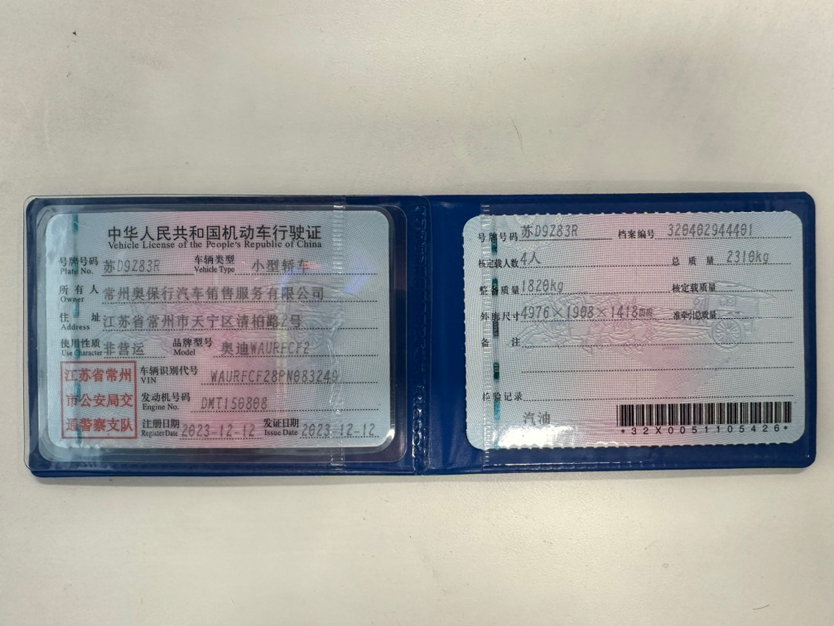 中华人民共和国机动车行驶证
Vehicle License of the People's Republic of China
号牌号码 苏D9Z83R 车辆类型 小型轿车
Plate No. Vehicle Type
所有人 常州奥保行汽车销售服务有限公司
Owner
住址 江苏省常州市天宁区清柏路2号
Address
使用性质 非营运 品牌型号 奥迪WAURFCF2
Use Character Model
江苏省常州
市公安局交
通警察支队
车辆识别代号 WAURFCF28PN083249
VIN
发动机号码 DMT150808
Engine No.
注册日期 2023-12-12 发证日期 2023-12-12
Register Date Issue Date
号牌号码 苏D9Z83R 档案编号 320402944401
核定载人数 4人 总质量 2310kg
整备质量 1820kg 核定载质量
外廓尺寸 4976×1908×1418mm 准牵引总质量 --
备注
检验记录
汽油
*32X0051105426*